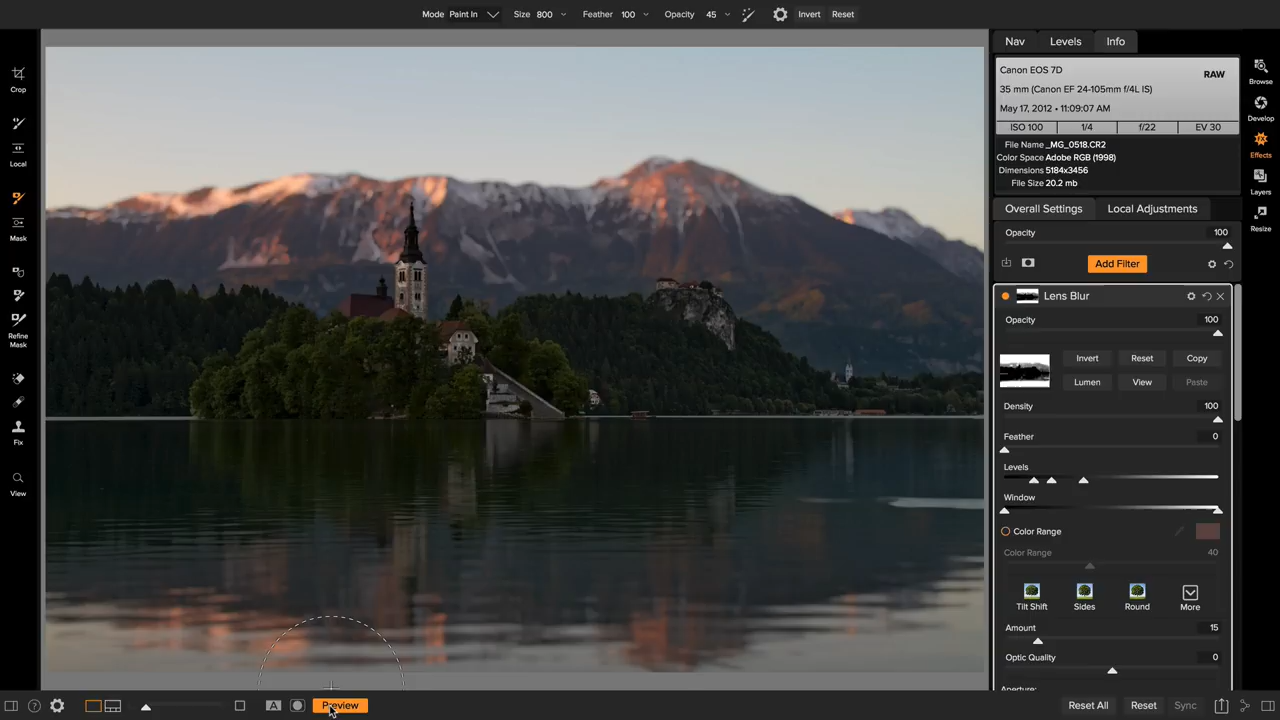 Mode Paint In Size 800 Feather 100 Opacity 45 Invert Reset
Crop
Local
Mask
Refine
Mask
Fix
View
Nav Levels Info
Canon EOS 7D
RAW
35 mm (Canon EF 24-105mm f/4L IS)
May 17, 2012 • 11:09:07 AM
ISO 100 1/4 f/22 EV 30
File Name _MG_0518.CR2
Color Space Adobe RGB (1998)
Dimensions 5184x3456
File Size 20.2 mb
Overall Settings Local Adjustments
Opacity 100
Add Filter
Lens Blur
Opacity 100
Invert Reset Copy
Lumen View Paste
Density 100
Feather 0
Levels
Window
Color Range
Color Range 40
Tilt Shift Sides Round More
Amount 15
Optic Quality 0
Aperture:
Browse
Develop
Effects
Layers
Resize
A
Preview
Reset All Reset Sync